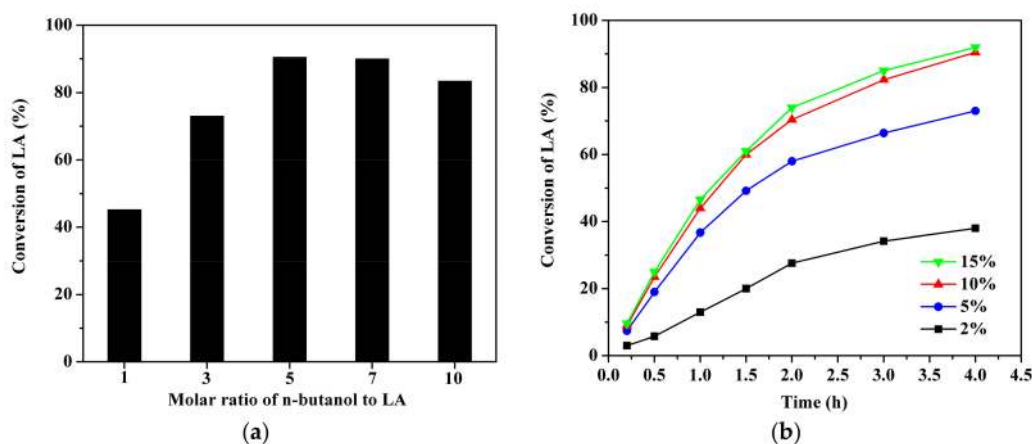 Conversion of LA (%)
100
80
60
40
20
0
1 3 5 7 10
Molar ratio of n-butanol to LA
(a)
Conversion of LA (%)
100
80
60
40
20
0
15%
10%
5%
2%
0.0 0.5 1.0 1.5 2.0 2.5 3.0 3.5 4.0 4.5
Time (h)
(b)